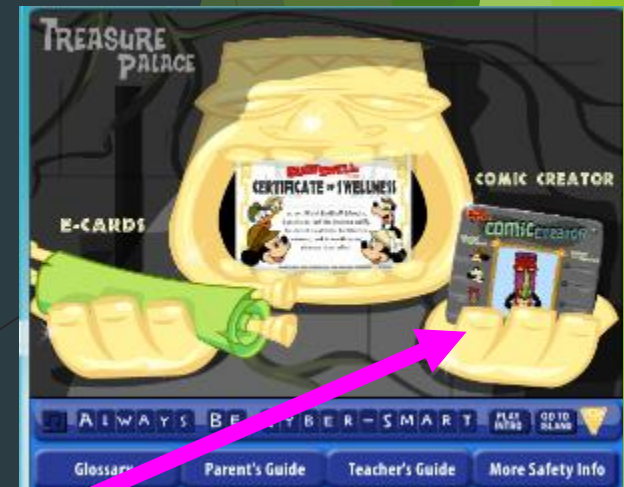 TREASURE
PALACE
CERTIFICATE OF SWELLNESS
COMIC CREATOR
COMIC CREATOR
E-CARDS
ALWAYS BE CYBER-SMART
PLAY INTRO
GO TO ISLAND
Glossary
Parent's Guide
Teacher's Guide
More Safety Info